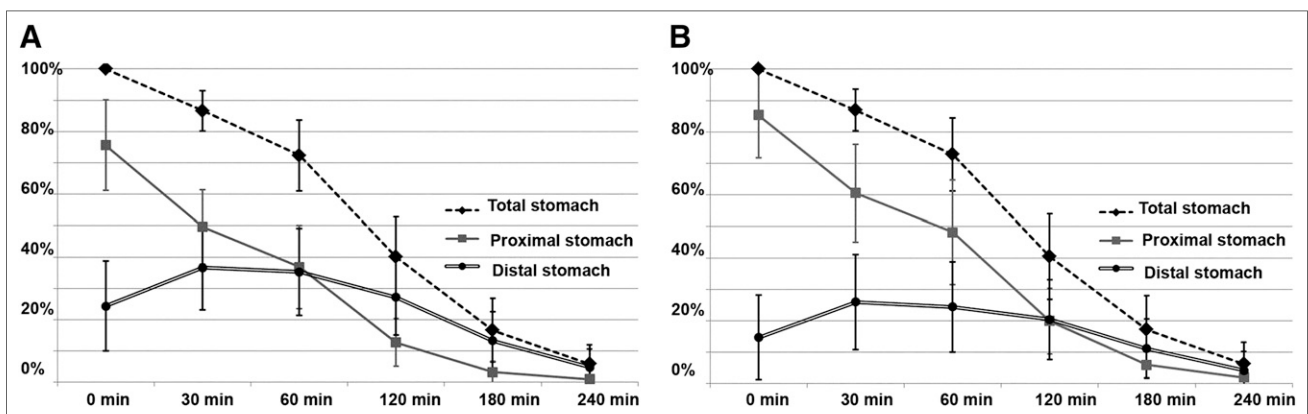 A
100%
80%
60%
40%
20%
0%
Total stomach
Proximal stomach
Distal stomach
0 min 30 min 60 min 120 min 180 min 240 min
B
100%
80%
60%
40%
20%
0%
Total stomach
Proximal stomach
Distal stomach
0 min 30 min 60 min 120 min 180 min 240 min